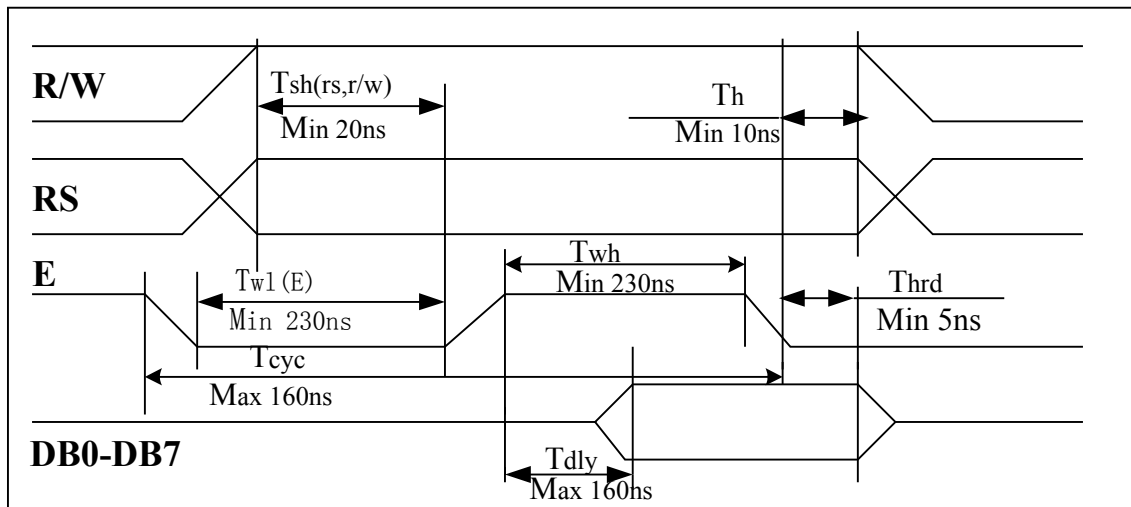 R/W
Tsh(rs,r/w)
Min 20ns
Th
Min 10ns
RS
E
Twl(E)
Min 230ns
Twh
Min 230ns
Thrd
Min 5ns
Tcyc
Max 160ns
DB0-DB7
Tdly
Max 160ns